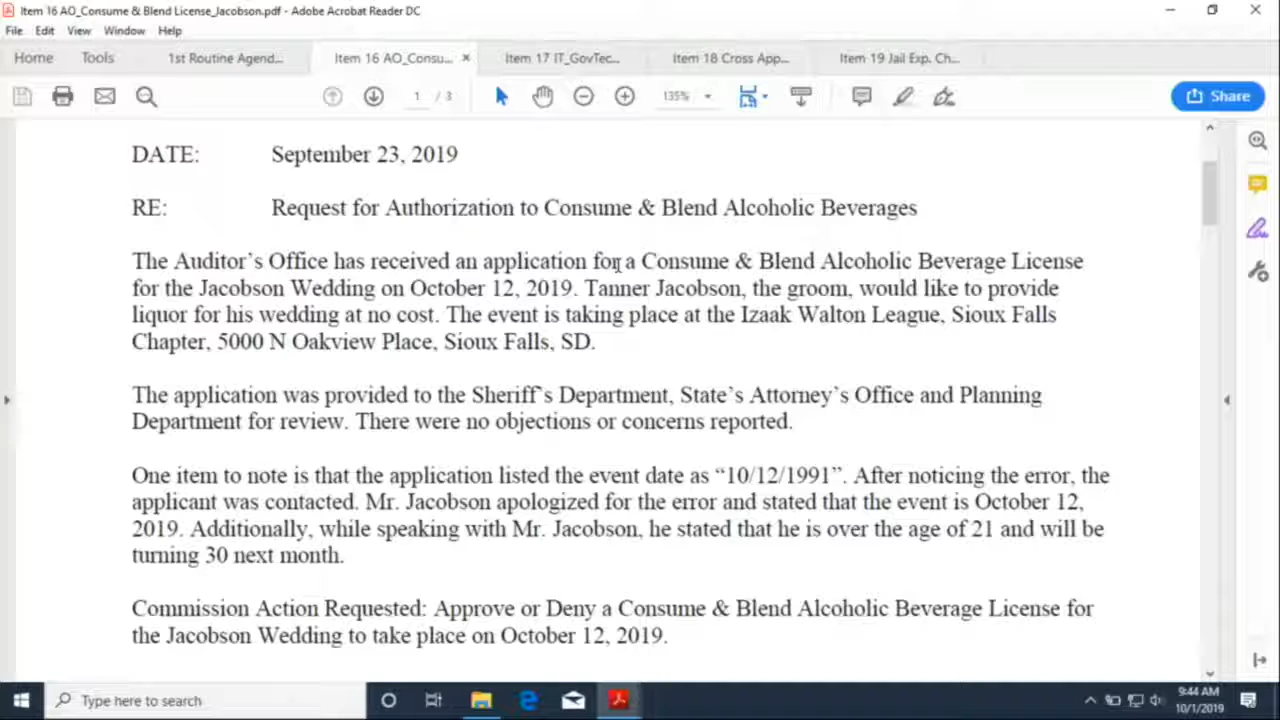 Item 16 AO_Consume & Blend License_Jacobson.pdf - Adobe Acrobat Reader DC
File Edit View Window Help
Home Tools 1st Routine Agend... Item 16 AO_Consu... Item 17 IT_GovTec... Item 18 Cross App... Item 19 Jail Exp. Ch...
1 / 3 135% Share
DATE: September 23, 2019
RE: Request for Authorization to Consume & Blend Alcoholic Beverages
The Auditor's Office has received an application for a Consume & Blend Alcoholic Beverage License
for the Jacobson Wedding on October 12, 2019. Tanner Jacobson, the groom, would like to provide
liquor for his wedding at no cost. The event is taking place at the Izaak Walton League, Sioux Falls
Chapter, 5000 N Oakview Place, Sioux Falls, SD.
The application was provided to the Sheriff's Department, State's Attorney's Office and Planning
Department for review. There were no objections or concerns reported.
One item to note is that the application listed the event date as “10/12/1991”. After noticing the error, the
applicant was contacted. Mr. Jacobson apologized for the error and stated that the event is October 12,
2019. Additionally, while speaking with Mr. Jacobson, he stated that he is over the age of 21 and will be
turning 30 next month.
Commission Action Requested: Approve or Deny a Consume & Blend Alcoholic Beverage License for
the Jacobson Wedding to take place on October 12, 2019.
Type here to search
9:44 AM
10/1/2019